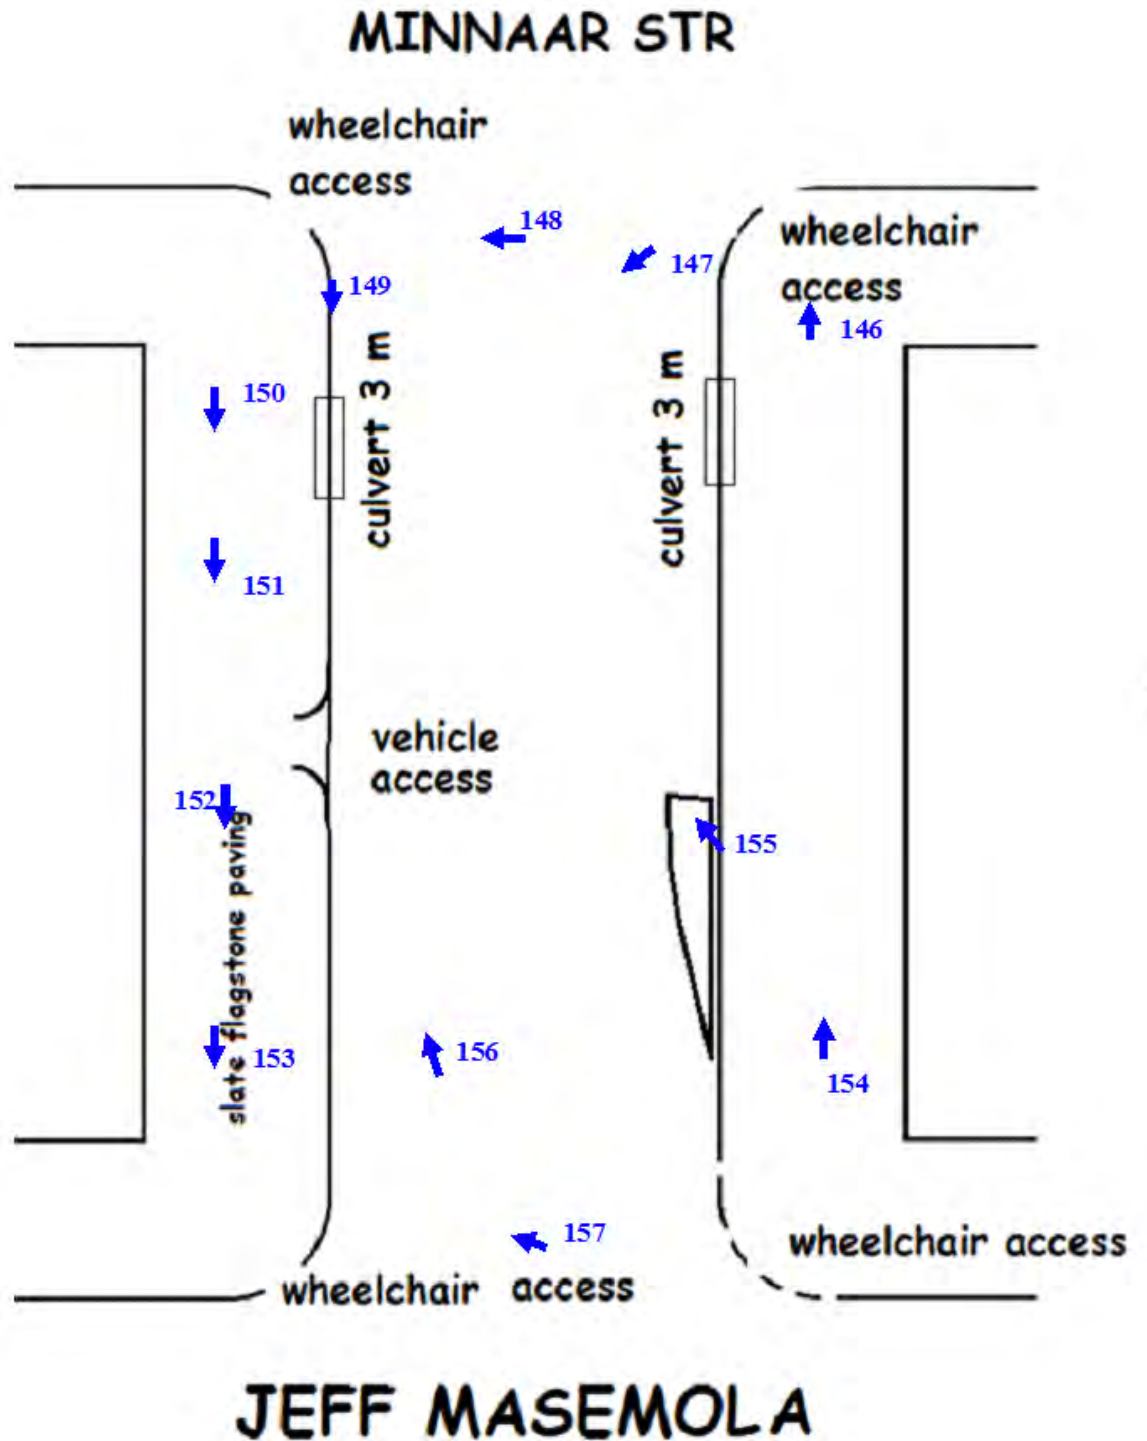 MINNAAR STR
wheelchair
access
148
147
wheelchair
access
149
146
culvert 3 m
culvert 3 m
150
151
vehicle
access
152
slate flagstone paving
155
153
156
154
157
wheelchair access
wheelchair access
JEFF MASEMOLA